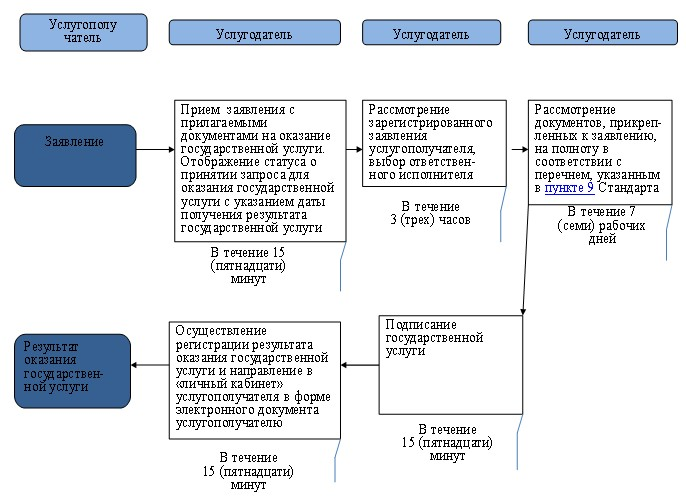 Услугополу
чатель
Услугодатель
Услугодатель
Услугодатель
Заявление
Прием заявления с
прилагаемыми
документами на оказание
государственной услуги.
Отображение статуса о
принятии запроса для
оказания государственной
услуги с указанием даты
получения результата
государственной услуги
В течение 15
(пятнадцати)
минут
Рассмотрение
зарегистрированного
заявления
услугополучателя,
выбор ответствен-
ного исполнителя
В течение
3 (трех) часов
Рассмотрение
документов, прикреп-
ленных к заявлению,
на полноту в
соответствии с
перечнем, указанным
в пункте 9 Стандарта
В течение 7
(семи) рабочих
дней
Подписание
государственной
услуги
В течение
15 (пятнадцати)
минут
Осуществление
регистрации результата
оказания государственной
услуги и направление в
«личный кабинет»
услугополучателя в форме
электронного документа
услугополучателю
В течение
15 (пятнадцати)
минут
Результат
оказания
государствен-
ной услуги